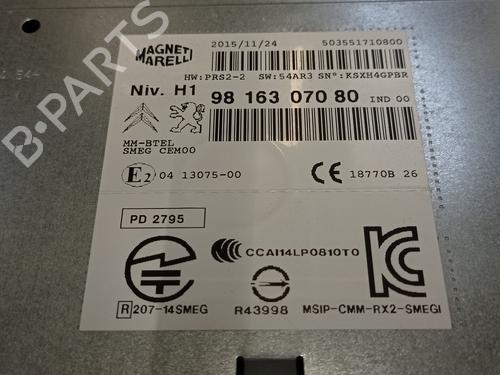 MAGNETI
MARELLI
2015/11/24 503551710800
HW:PRS2-2 SW:54AR3 SN°:KSXH4GPBR
Niv. H1 98 163 070 80 IND 00
MM-BTEL
SMEG CEM00
E2 04 13075-00
CE 18770B 26
PD 2795
CCAI14LP0810T0
R 207-14SMEG
R43998
MSIP-CMM-RX2-SMEGI
B-PARTS